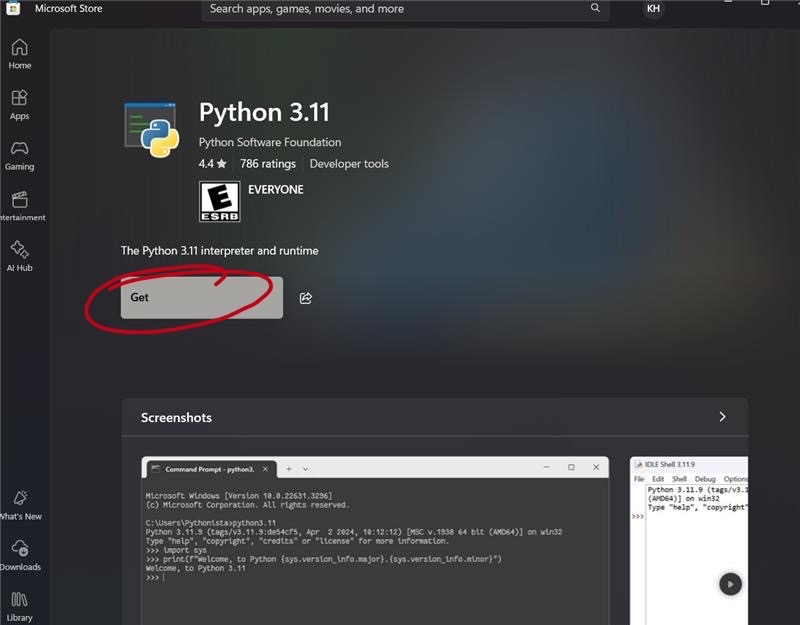 Microsoft Store
Search apps, games, movies, and more
KH
Home
Apps
Gaming
ntertainment
AI Hub
What's New
Downloads
Library
Python 3.11
Python Software Foundation
4.4 ★ 786 ratings Developer tools
E
ESRB
EVERYONE
The Python 3.11 interpreter and runtime
Get
Screenshots
Command Prompt - python3.
Microsoft Windows [Version 10.0.22631.3296]
(c) Microsoft Corporation. All rights reserved.
C:\Users\Pythonista>python3.11
Python 3.11.9 (tags/v3.11.9:de54cf5, Apr  2 2024, 10:12:12) [MSC v.1938 64 bit (AMD64)] on win32
Type "help", "copyright", "credits" or "license" for more information.
>>> import sys
>>> print(f"Welcome, to Python {sys.version_info.major}.{sys.version_info.minor}")
Welcome, to Python 3.11
>>>
IDLE Shell 3.11.9
File Edit Shell Debug Options
Python 3.11.9 (tags/v3.1
(AMD64)] on win32
Type "help", "copyright"
>>>